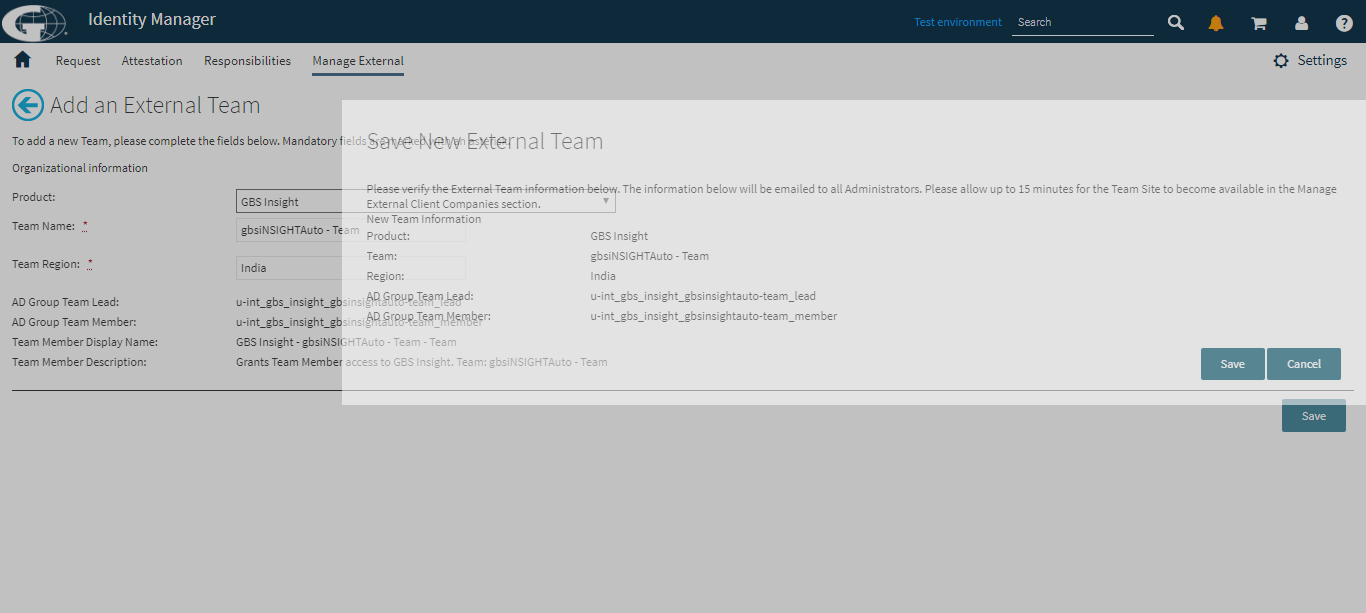 Identity Manager
Test environment
Search
Request Attestation Responsibilities Manage External
Settings
Add an External Team
To add a new Team, please complete the fields below. Mandatory fields are marked with an asterisk.
Organizational information
Product: GBS Insight
Team Name: * gbsiNSIGHTAuto - Team
Team Region: * India
AD Group Team Lead: u-int_gbs_insight_gbsinsightauto-team_lead
AD Group Team Member: u-int_gbs_insight_gbsinsightauto-team_member
Team Member Display Name: GBS Insight - gbsiNSIGHTAuto - Team - Team
Team Member Description: Grants Team Member access to GBS Insight. Team: gbsiNSIGHTAuto - Team
Save
Save New External Team
Please verify the External Team information below. The information below will be emailed to all Administrators. Please allow up to 15 minutes for the Team Site to become available in the Manage
External Client Companies section.
New Team Information
Product: GBS Insight
Team: gbsiNSIGHTAuto - Team
Region: India
AD Group Team Lead: u-int_gbs_insight_gbsinsightauto-team_lead
AD Group Team Member: u-int_gbs_insight_gbsinsightauto-team_member
Save Cancel